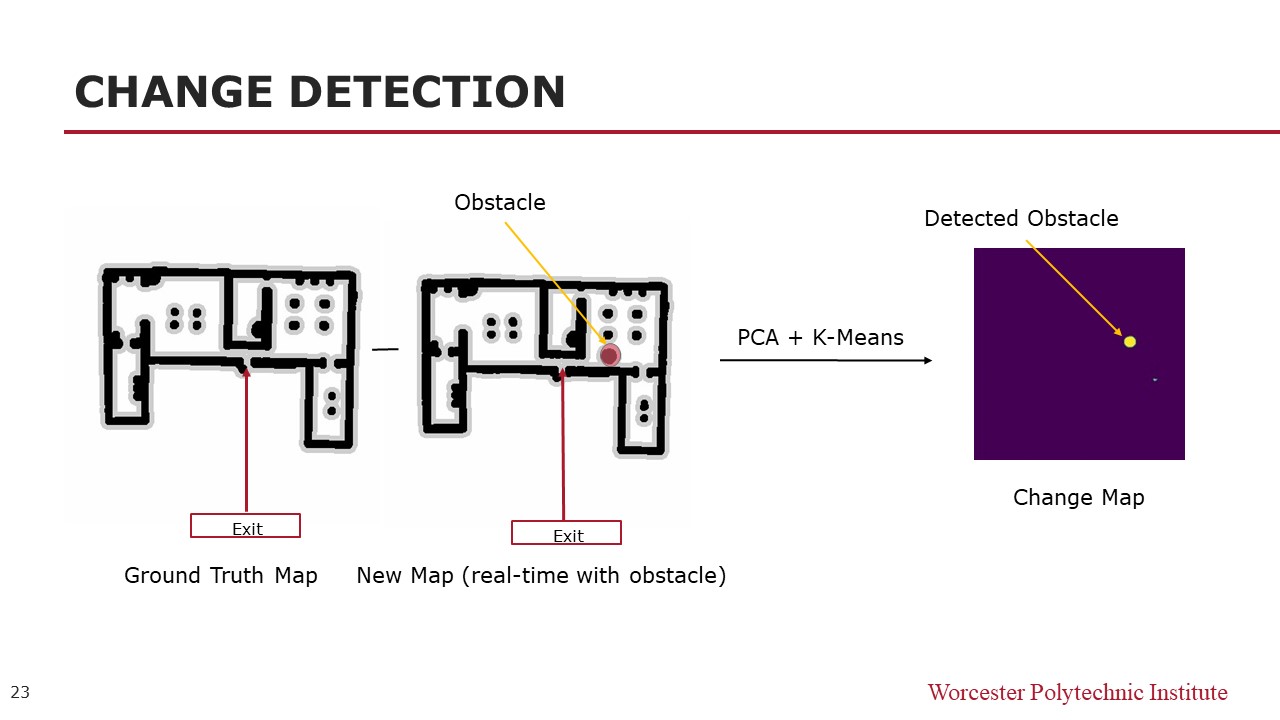 CHANGE DETECTION
Obstacle
Detected Obstacle
PCA + K-Means
Change Map
Exit
Exit
Ground Truth Map
New Map (real-time with obstacle)
23
Worcester Polytechnic Institute